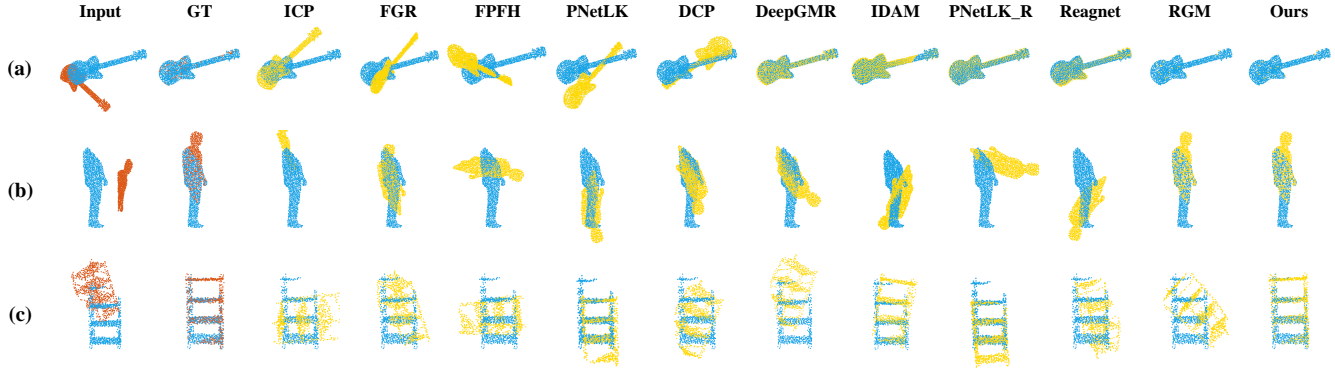 Input GT ICP FGR FPFH PNetLK DCP DeepGMR IDAM PNetLK_R Reagnet RGM Ours
(a)
(b)
(c)